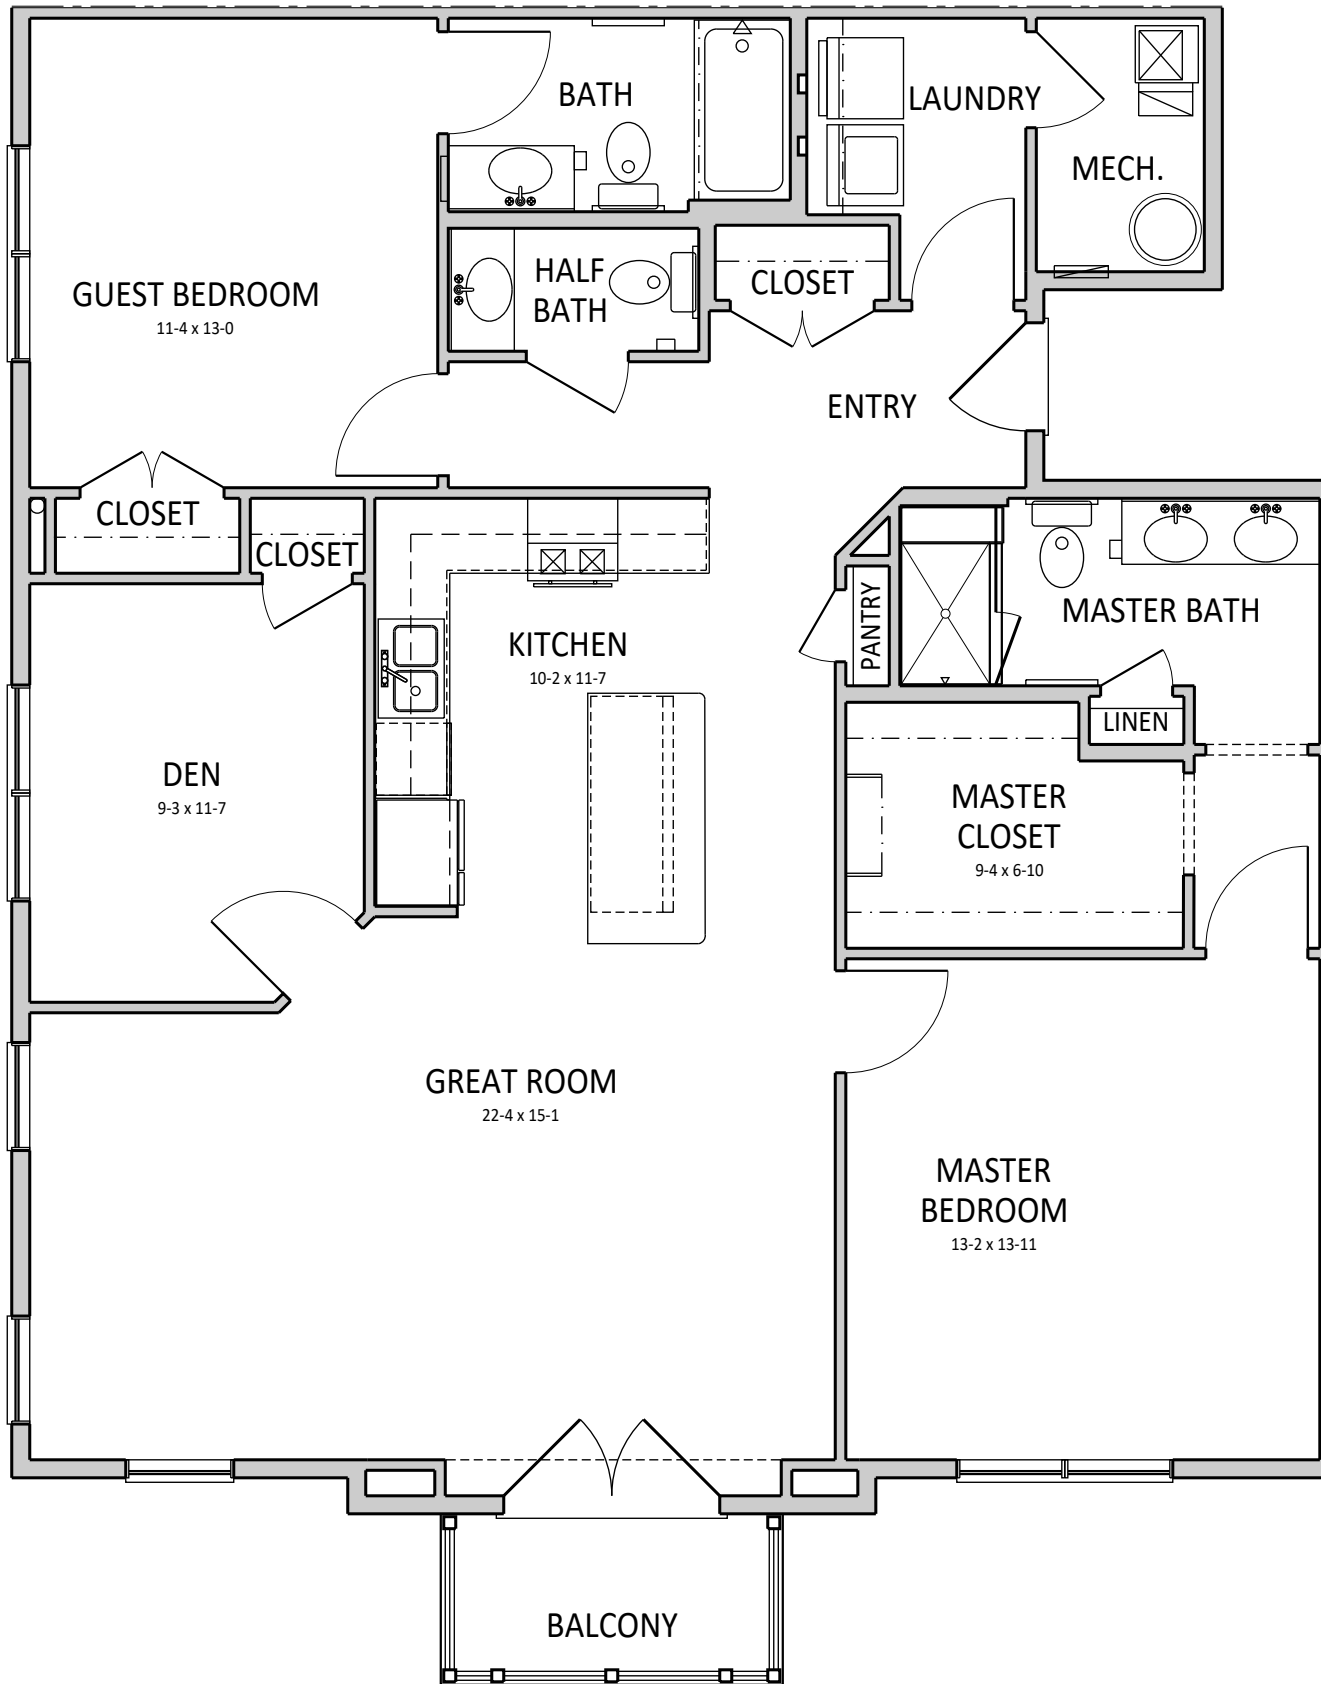 BATH
LAUNDRY
MECH.
GUEST BEDROOM
11-4 x 13-0
HALF
BATH
CLOSET
ENTRY
CLOSET
CLOSET
KITCHEN
10-2 x 11-7
PANTRY
MASTER BATH
LINEN
DEN
9-3 x 11-7
MASTER
CLOSET
9-4 x 6-10
GREAT ROOM
22-4 x 15-1
MASTER
BEDROOM
13-2 x 13-11
BALCONY